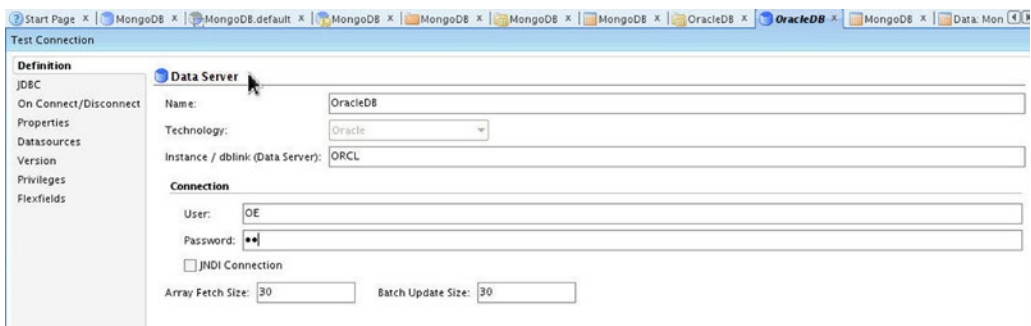 Start Page x MongoDB x MongoDB.default x MongoDB x MongoDB x MongoDB x MongoDB x OracleDB x OracleDB x MongoDB x Data: Mon
Test Connection
Definition
JDBC
On Connect/Disconnect
Properties
Datasources
Version
Privileges
Flexfields
Data Server
Name: OracleDB
Technology: Oracle
Instance / dblink (Data Server): ORCL
Connection
User: OE
Password: ••
JNDI Connection
Array Fetch Size: 30 Batch Update Size: 30